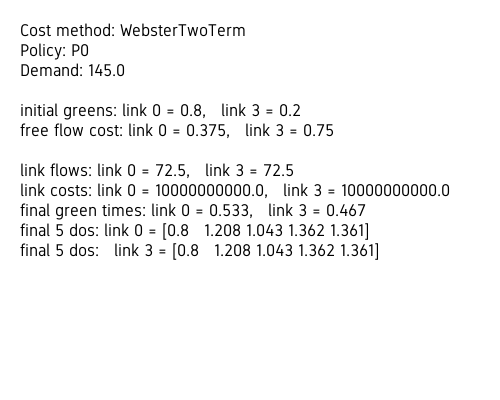 Cost method: WebsterTwoTerm
Policy: P0
Demand: 145.0
initial greens: link 0 = 0.8,   link 3 = 0.2
free flow cost: link 0 = 0.375,   link 3 = 0.75
link flows: link 0 = 72.5,   link 3 = 72.5
link costs: link 0 = 10000000000.0,   link 3 = 10000000000.0
final green times: link 0 = 0.533,   link 3 = 0.467
final 5 dos: link 0 = [0.8   1.208 1.043 1.362 1.361]
final 5 dos:   link 3 = [0.8   1.208 1.043 1.362 1.361]